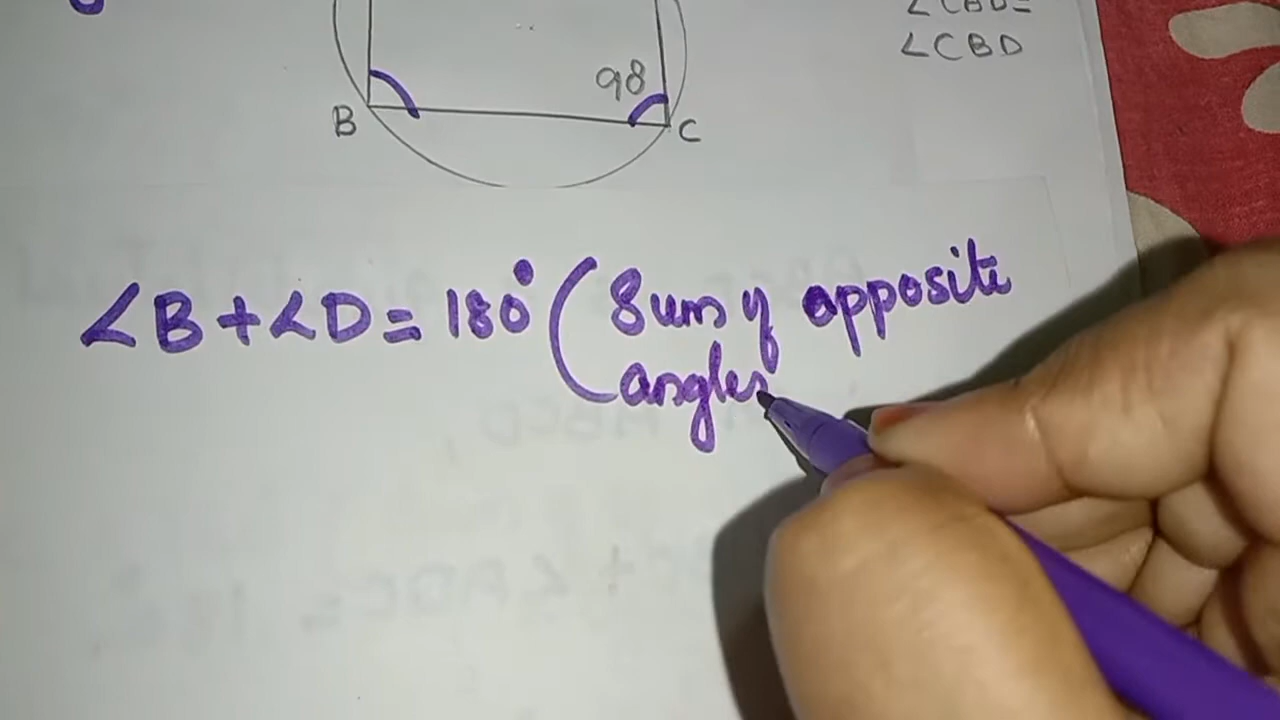 ∠CBD
98
B
C
∠B+∠D=180° (Sum of opposite
angles